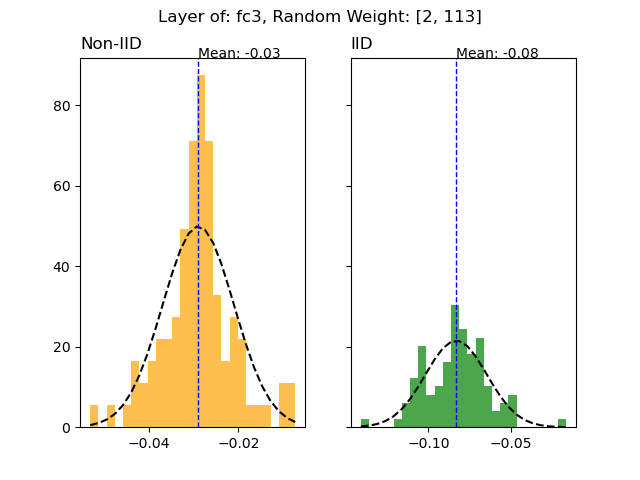 Layer of: fc3, Random Weight: [2, 113]
Non-IID
IID
Mean: -0.03
Mean: -0.08
80
60
40
20
0
−0.04
−0.02
−0.10
−0.05